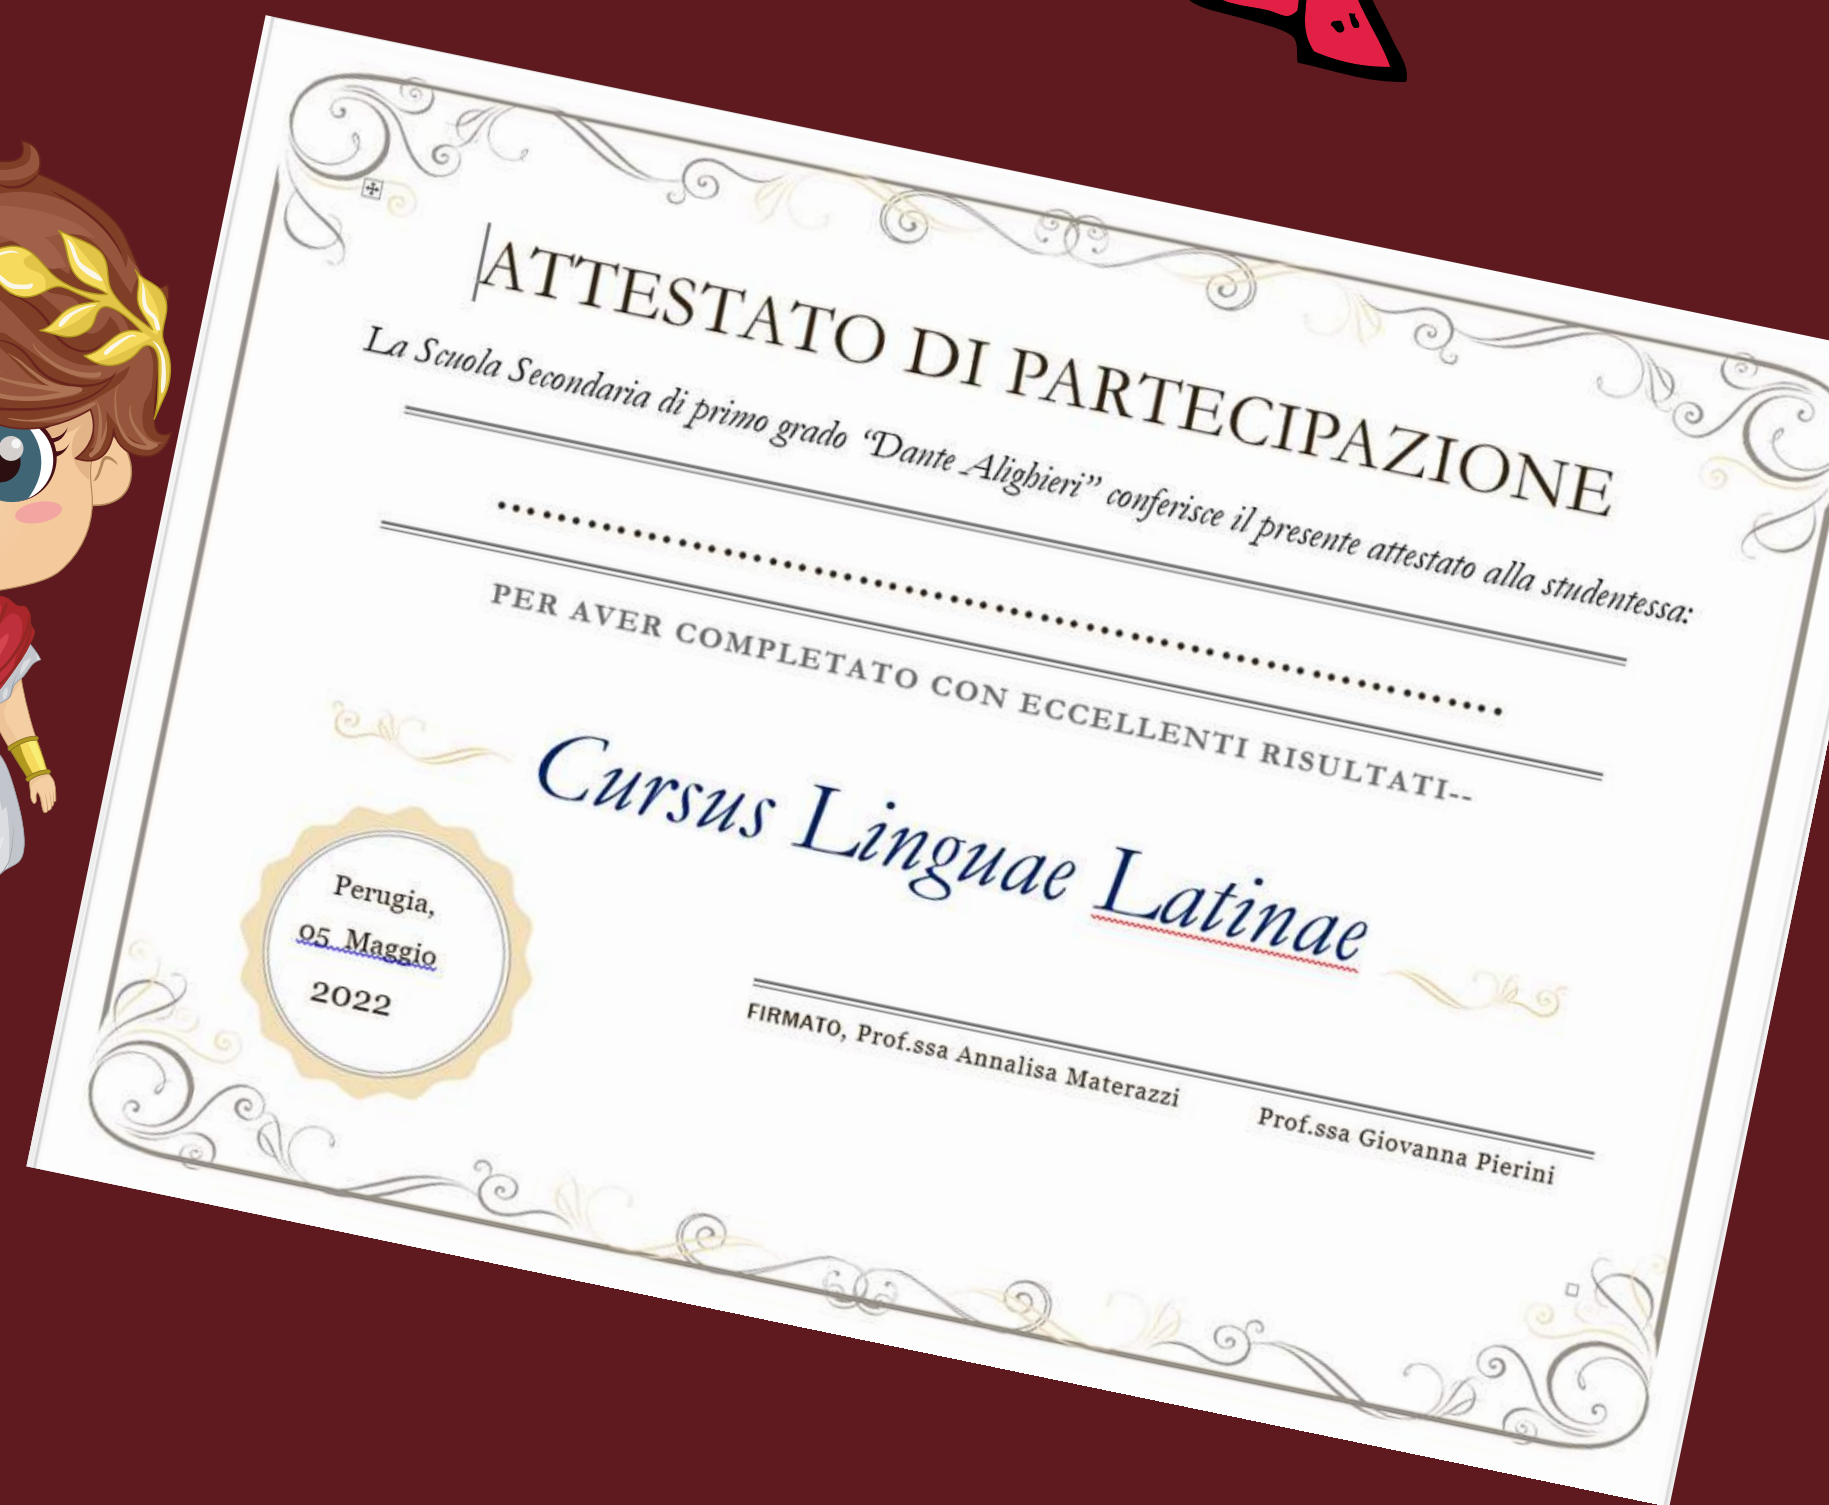 ATTESTATO DI PARTECIPAZIONE
La Scuola Secondaria di primo grado “Dante Alighieri” conferisce il presente attestato alla studentessa:
...................................................................
PER AVER COMPLETATO CON ECCELLENTI RISULTATI--
Cursus Linguae Latinae
Perugia,
05 Maggio
2022
FIRMATO, Prof.ssa Annalisa Materazzi Prof.ssa Giovanna Pierini